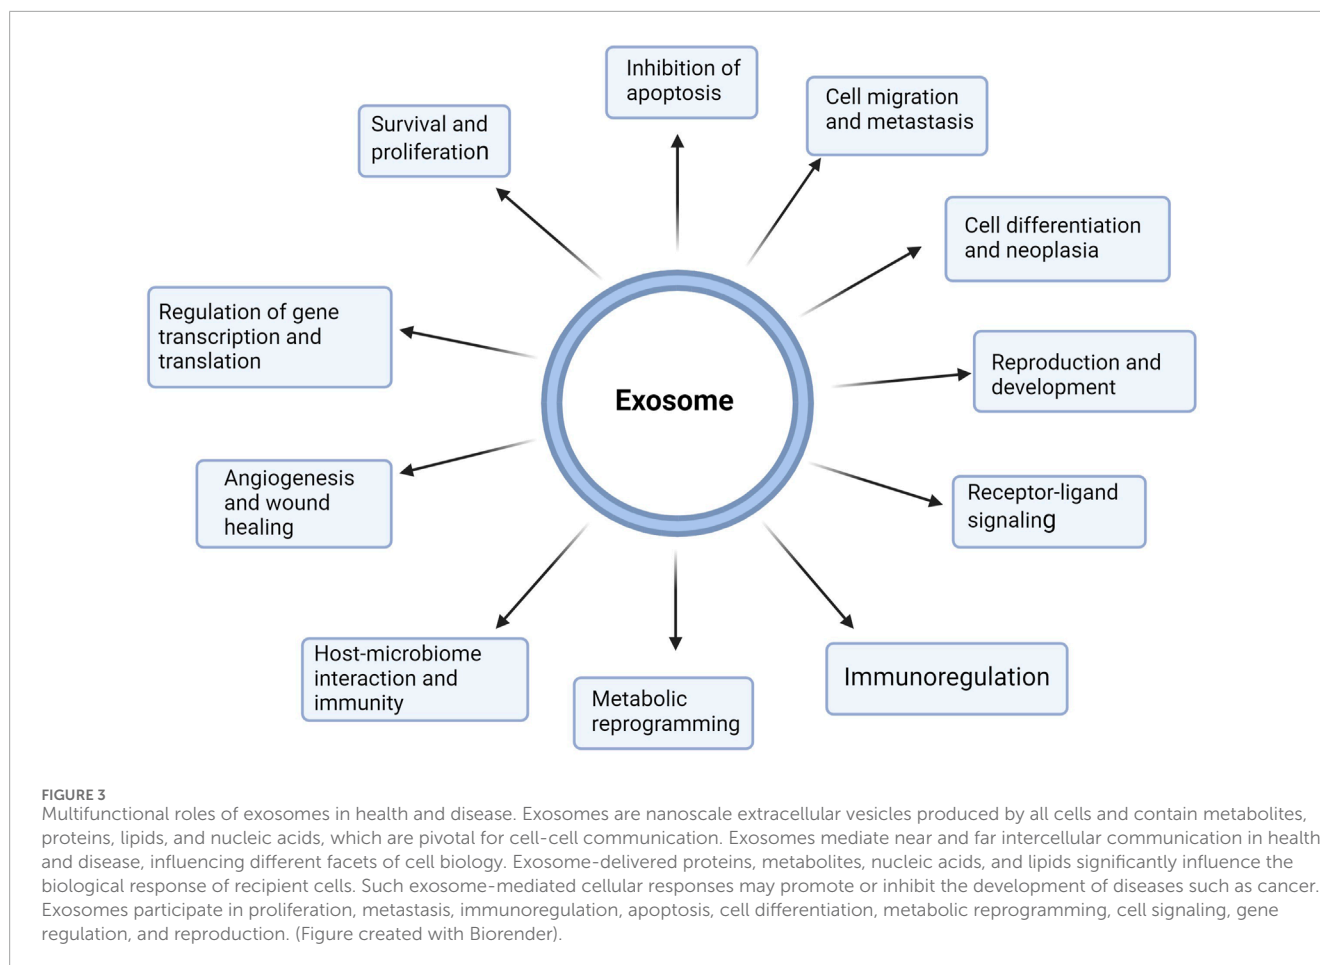 Inhibition of
apoptosis
Cell migration
and metastasis
Survival and
proliferation
Cell differentiation
and neoplasia
Regulation of gene
transcription and
translation
Reproduction and
development
Exosome
Angiogenesis
and wound
healing
Receptor-ligand
signaling
Host-microbiome
interaction and
immunity
Metabolic
reprogramming
Immunoregulation
FIGURE 3
Multifunctional roles of exosomes in health and disease. Exosomes are nanoscale extracellular vesicles produced by all cells and contain metabolites,
proteins, lipids, and nucleic acids, which are pivotal for cell-cell communication. Exosomes mediate near and far intercellular communication in health
and disease, influencing different facets of cell biology. Exosome-delivered proteins, metabolites, nucleic acids, and lipids significantly influence the
biological response of recipient cells. Such exosome-mediated cellular responses may promote or inhibit the development of diseases such as cancer.
Exosomes participate in proliferation, metastasis, immunoregulation, apoptosis, cell differentiation, metabolic reprogramming, cell signaling, gene
regulation, and reproduction. (Figure created with Biorender).